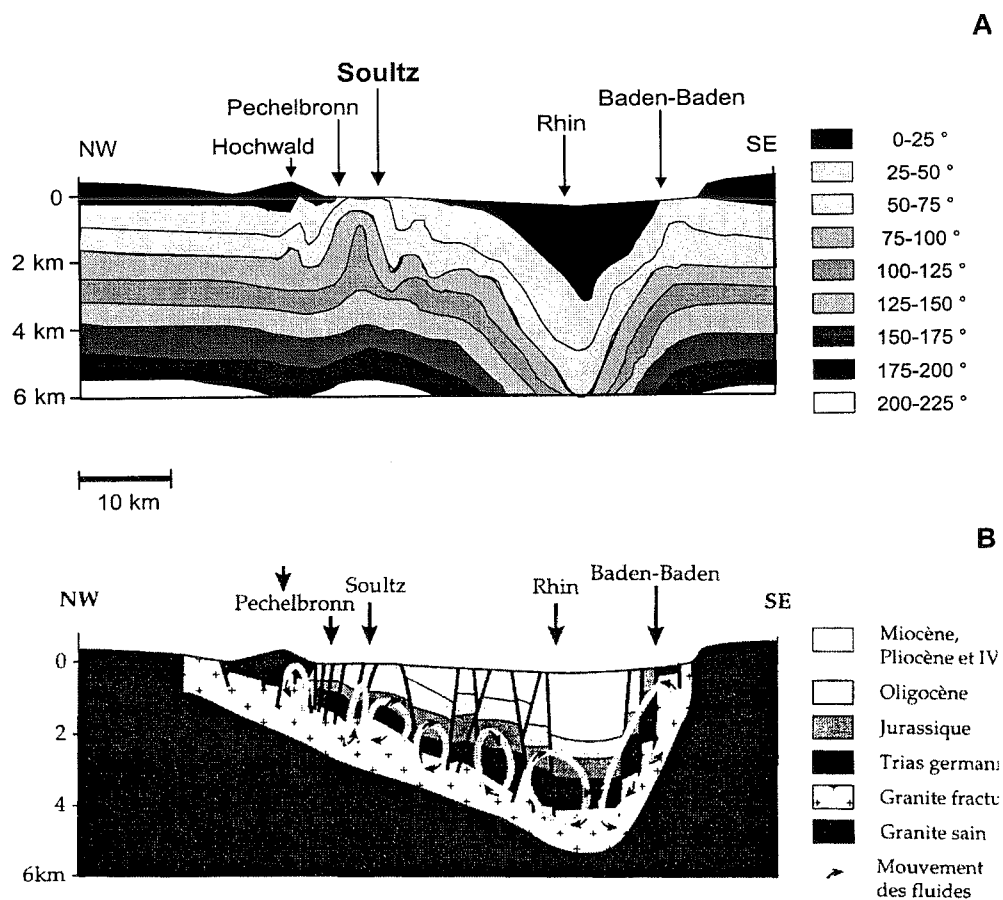 A
Soultz
Pechelbronn
Baden-Baden
Rhin
NW
Hochwald
SE
0
2 km
4 km
6 km
0-25 °
25-50 °
50-75 °
75-100 °
100-125 °
125-150 °
150-175 °
175-200 °
200-225 °
10 km
B
NW
Pechelbronn
Soultz
Rhin
Baden-Baden
SE
0
2
4
6km
Miocène,
Pliocène et IV
Oligocène
Jurassique
Trias german
Granite fractu
Granite sain
Mouvement
des fluides